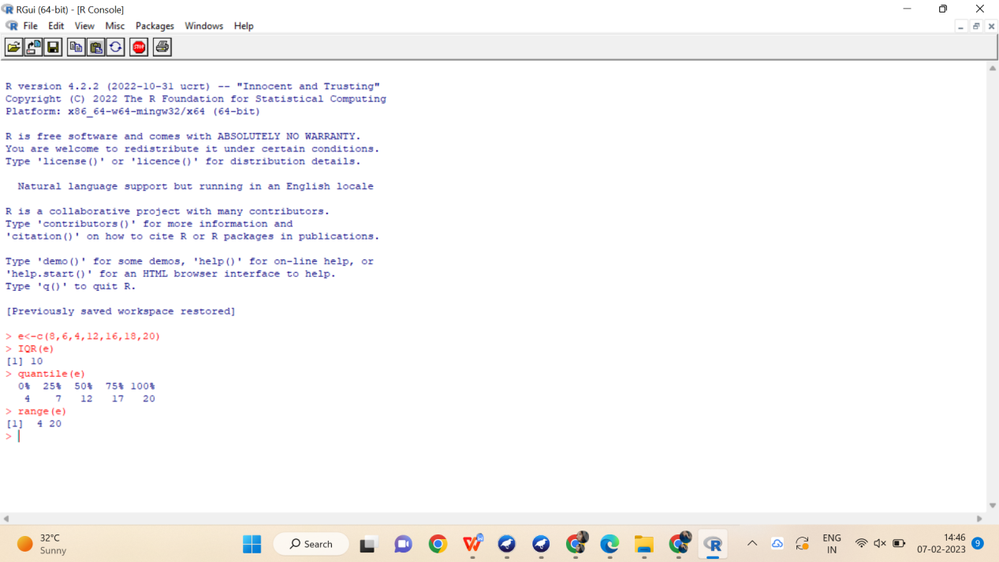 RGui (64-bit) - [R Console]
File Edit View Misc Packages Windows Help
STOP
R version 4.2.2 (2022-10-31 ucrt) -- "Innocent and Trusting"
Copyright (C) 2022 The R Foundation for Statistical Computing
Platform: x86_64-w64-mingw32/x64 (64-bit)
R is free software and comes with ABSOLUTELY NO WARRANTY.
You are welcome to redistribute it under certain conditions.
Type 'license()' or 'licence()' for distribution details.
Natural language support but running in an English locale
R is a collaborative project with many contributors.
Type 'contributors()' for more information and
'citation()' on how to cite R or R packages in publications.
Type 'demo()' for some demos, 'help()' for on-line help, or
'help.start()' for an HTML browser interface to help.
Type 'q()' to quit R.
[Previously saved workspace restored]
> e<-c(8,6,4,12,16,18,20)
> IQR(e)
[1] 10
> quantile(e)
0% 25% 50% 75% 100%
4 7 12 17 20
> range(e)
[1] 4 20
>
32°C
Sunny
Search
ENG
IN
14:46
07-02-2023
9